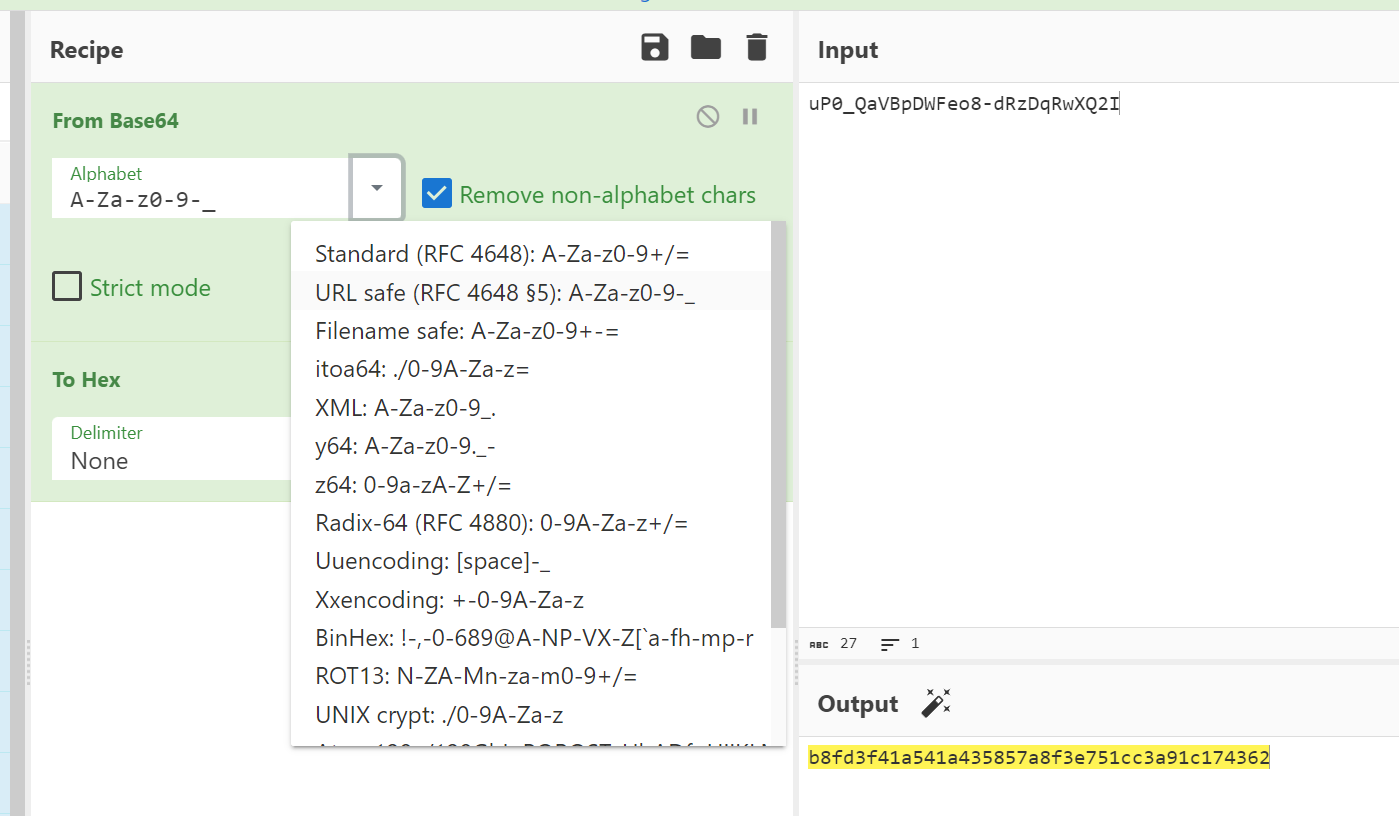 Recipe
From Base64
Alphabet
A-Za-z0-9-_
Remove non-alphabet chars
Strict mode
Standard (RFC 4648): A-Za-z0-9+/=
URL safe (RFC 4648 §5): A-Za-z0-9-_
Filename safe: A-Za-z0-9+-=
itoa64: ./0-9A-Za-z=
XML: A-Za-z0-9_.
y64: A-Za-z0-9._-
z64: 0-9a-zA-Z+/=
Radix-64 (RFC 4880): 0-9A-Za-z+/=
Uuencoding: [space]-_
Xxencoding: +-0-9A-Za-z
BinHex: !-,-0-689@A-NP-VX-Z[`a-fh-mp-r
ROT13: N-ZA-Mn-za-m0-9+/=
UNIX crypt: ./0-9A-Za-z
To Hex
Delimiter
None
Input
uP0_QaVBpDWFeo8-dRzDqRwXQ2I
ABC 27 1
Output
b8fd3f41a541a435857a8f3e751cc3a91c174362